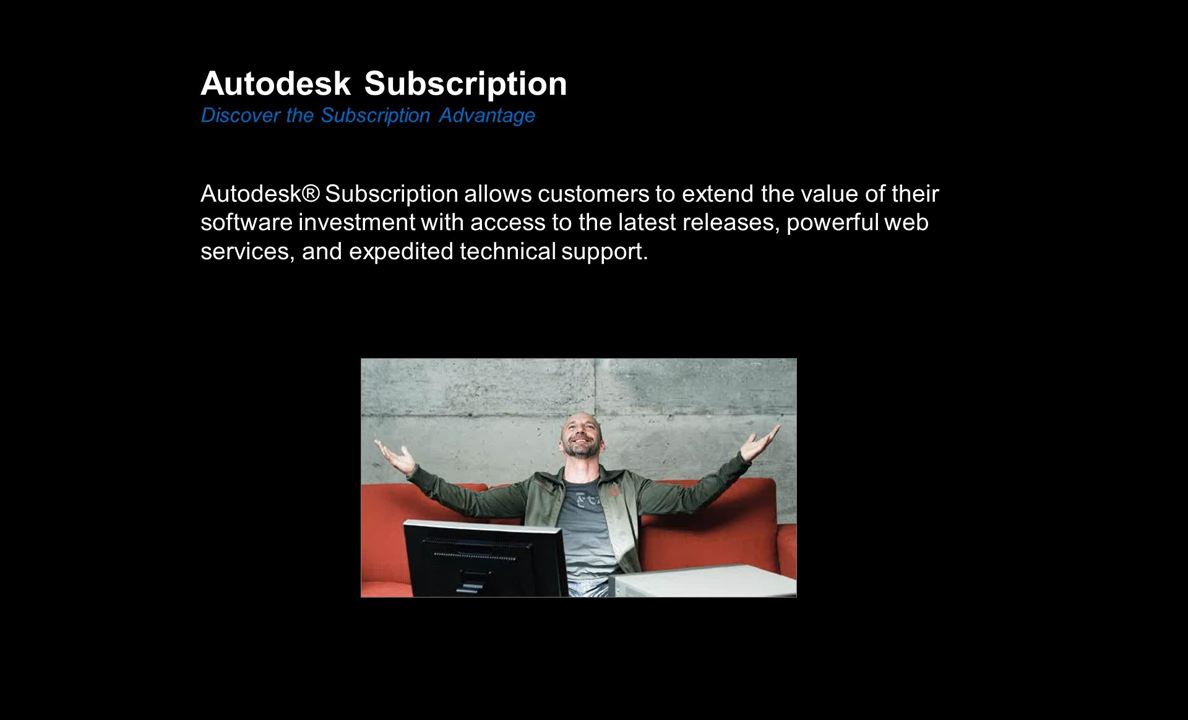 Autodesk Subscription
Discover the Subscription Advantage
Autodesk® Subscription allows customers to extend the value of their
software investment with access to the latest releases, powerful web
services, and expedited technical support.